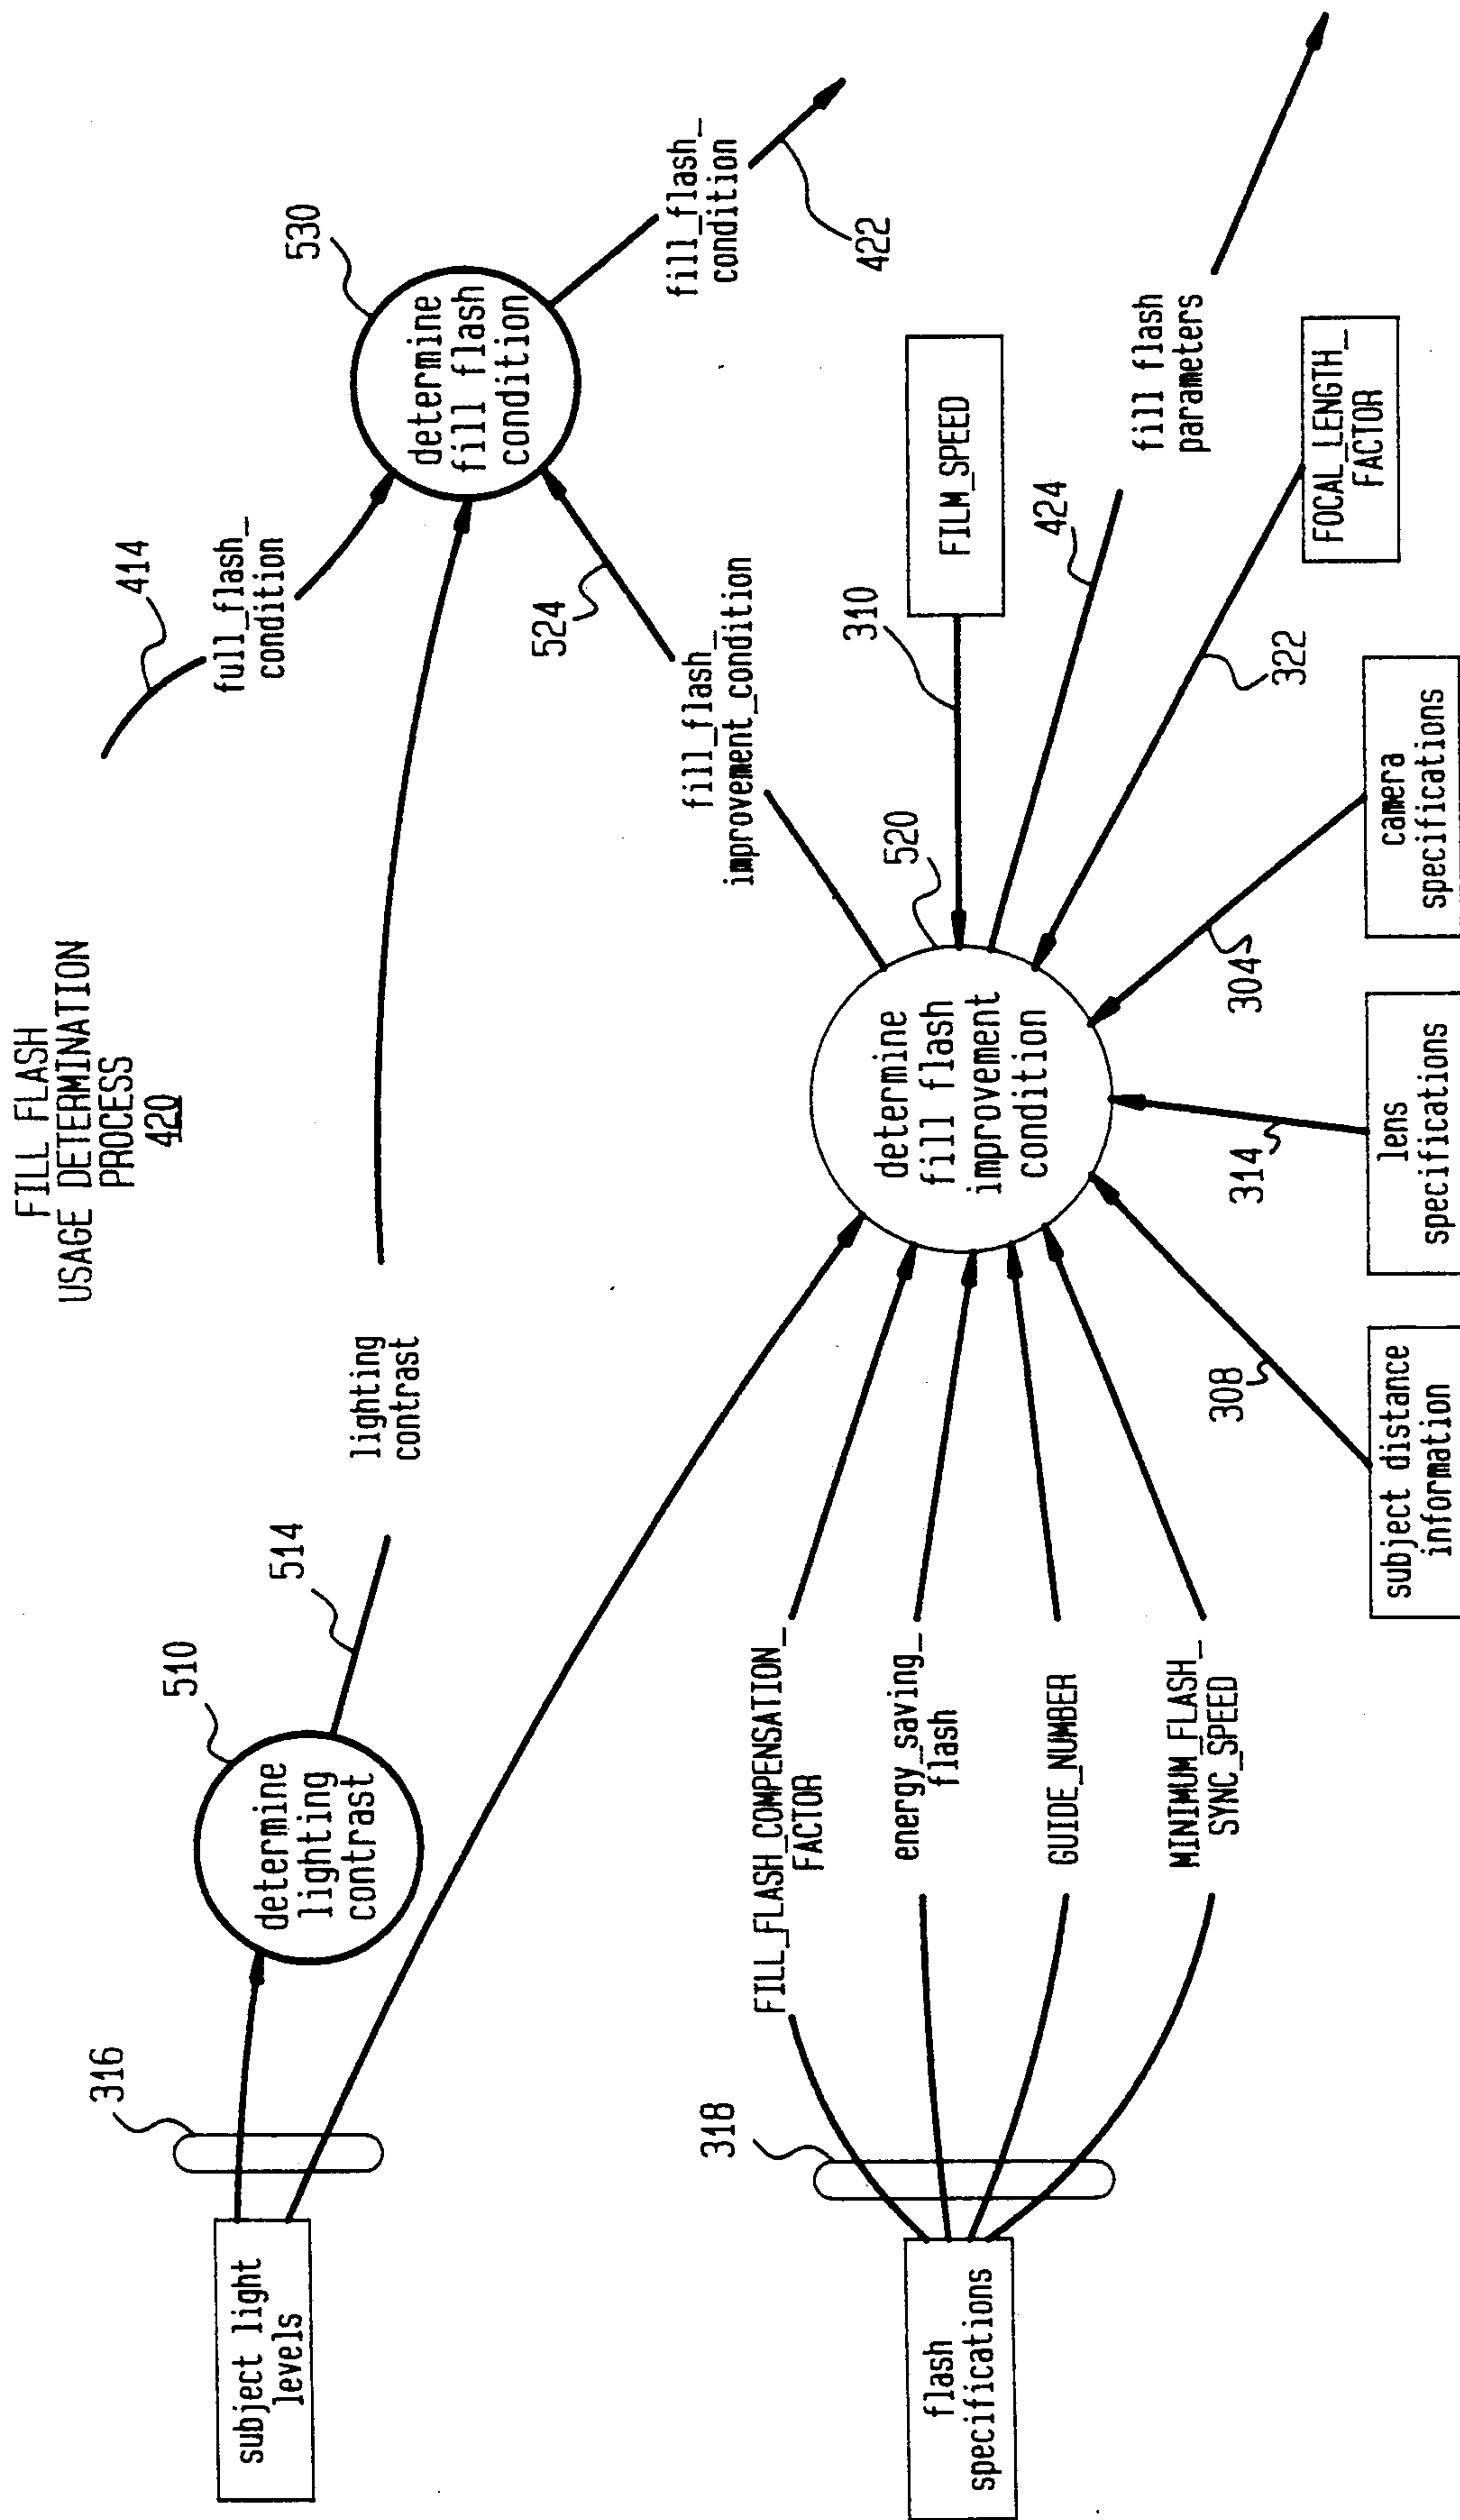 FILL FLASH
USAGE DETERMINATION
PROCESS
420
316
subject light
levels
510
determine
lighting
contrast
514
lighting
contrast
414
full_flash_
condition
530
determine
fill flash
condition
524
fill_flash_
improvement_condition
fill_flash_
condition
422
318
flash
specifications
FILL_FLASH_COMPENSATION_
FACTOR
energy_saving_
flash
GUIDE_NUMBER
MINIMUM_FLASH_
SYNC_SPEED
520
determine
fill flash
improvement
condition
310
FILM_SPEED
424
fill flash
parameters
322
FOCAL_LENGTH_
FACTOR
308
subject distance
information
314
lens
specifications
304
camera
specifications